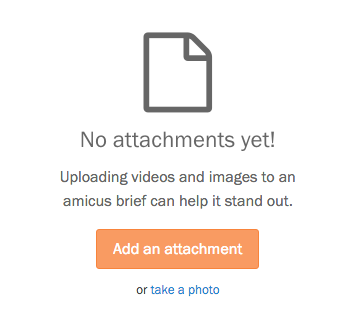 No attachments yet!
Uploading videos and images to an
amicus brief can help it stand out.
Add an attachment
or take a photo